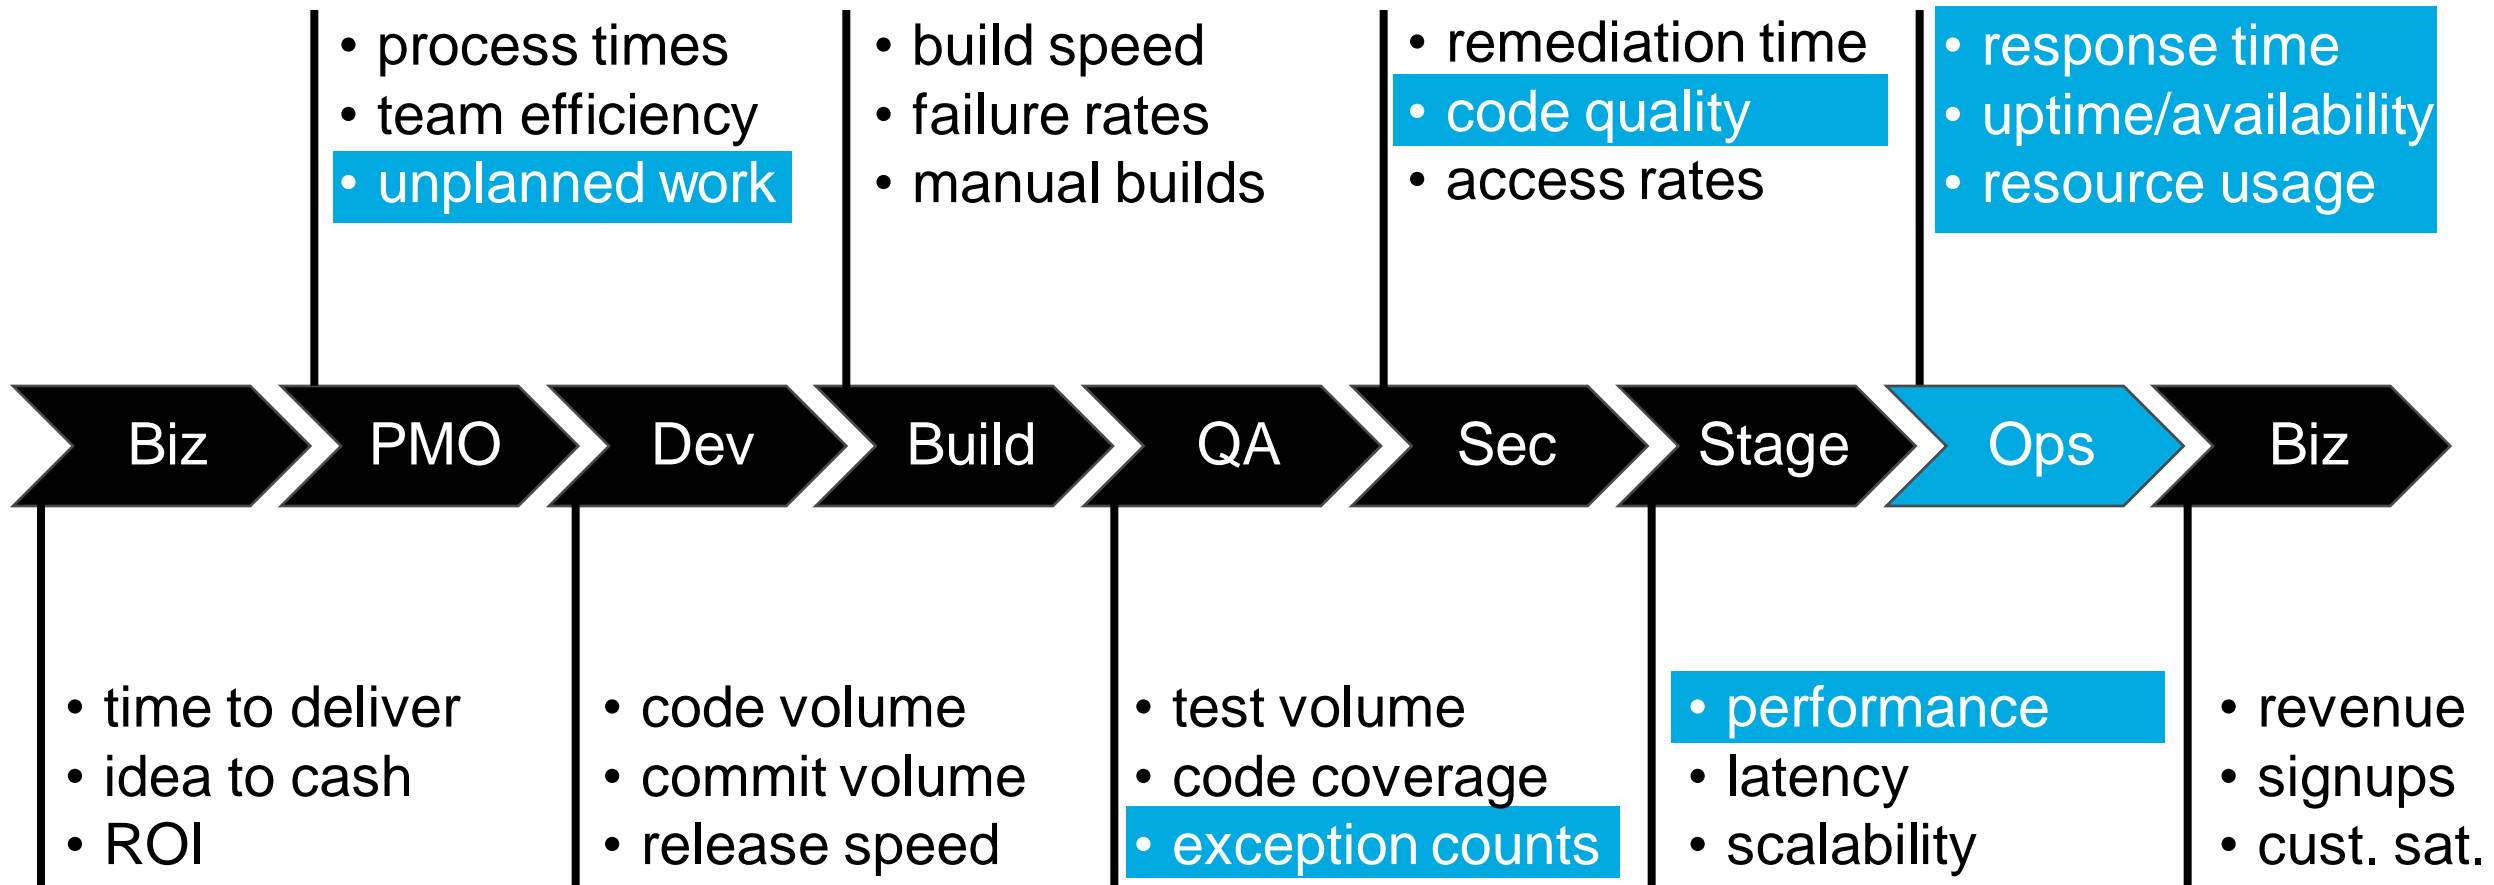 • process times
• team efficiency
• unplanned work
• build speed
• failure rates
• manual builds
• remediation time
• code quality
• access rates
• response time
• uptime/availability
• resource usage
Biz
PMO
Dev
Build
QA
Sec
Stage
Ops
Biz
• time to deliver
• idea to cash
• ROI
• code volume
• commit volume
• release speed
• test volume
• code coverage
• exception counts
• performance
• latency
• scalability
• revenue
• signups
• cust. sat.